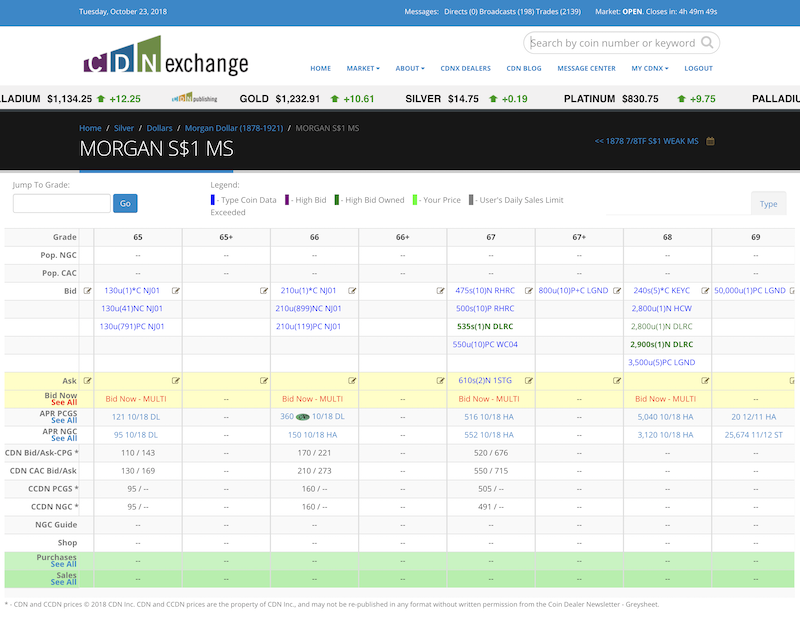 Tuesday, October 23, 2018
Messages: Directs (0) Broadcasts (198) Trades (2139) Market: OPEN. Closes in: 4h 49m 49s
CDN exchange
Search by coin number or keyword
HOME MARKET ABOUT CDNX DEALERS CDN BLOG MESSAGE CENTER MY CDNX LOGOUT
LLADIUM $1,134.25 +12.25 CDN publishing GOLD $1,232.91 +10.61 SILVER $14.75 +0.19 PLATINUM $830.75 +9.75 PALLADIU
Home / Silver / Dollars / Morgan Dollar (1878-1921) / MORGAN S$1 MS
MORGAN S$1 MS
<< 1878 7/8TF S$1 WEAK MS
Jump To Grade:
Go
Legend:
- Type Coin Data - High Bid - High Bid Owned - Your Price - User's Daily Sales Limit
Exceeded
Type
Grade 65 65+ 66 66+ 67 67+ 68 69
Pop. NGC -- -- -- -- -- -- -- --
Pop. CAC -- -- -- -- -- -- -- --
Bid 130u(1)*C NJ01 210u(1)*C NJ01 475s(10)N RHRC 800u(10)P+C LGND 240s(5)*C KEYC 50,000u(1)PC LGND
130u(41)NC NJ01 210u(899)NC NJ01 500s(10)P RHRC 2,800u(1)N HCW
130u(791)PC NJ01 210u(119)PC NJ01 535s(1)N DLRC 2,800u(1)N DLRC
550u(10)PC WC04 2,900s(1)N DLRC
3,500u(5)PC LGND
Ask 610s(2)N 1STG
Bid Now Bid Now - MULTI -- Bid Now - MULTI -- Bid Now - MULTI -- Bid Now - MULTI --
See All
APR PCGS 121 10/18 DL -- 360 10/18 DL -- 516 10/18 HA -- 5,040 10/18 HA 20 12/11 HA
See All
APR NGC 95 10/18 DL -- 150 10/18 HA -- 552 10/18 HA -- 3,120 10/18 HA 25,674 11/12 ST
See All
CDN Bid/Ask-CPG * 110 / 143 -- 170 / 221 -- 520 / 676 -- -- --
CDN CAC Bid/Ask 130 / 169 -- 210 / 273 -- 550 / 715 -- -- --
CCDN PCGS * 95 / -- -- 160 / -- -- 505 / -- -- -- --
CCDN NGC * 95 / -- -- 160 / -- -- 491 / -- -- -- --
NGC Guide -- -- -- -- -- -- -- --
Shop -- -- -- -- -- -- -- --
Purchases -- -- -- -- -- -- -- --
See All
Sales -- -- -- -- -- -- -- --
See All
* - CDN and CCDN prices © 2018 CDN Inc. CDN and CCDN prices are the property of CDN Inc., and may not be re-published in any format without written permission from the Coin Dealer Newsletter - Greysheet.